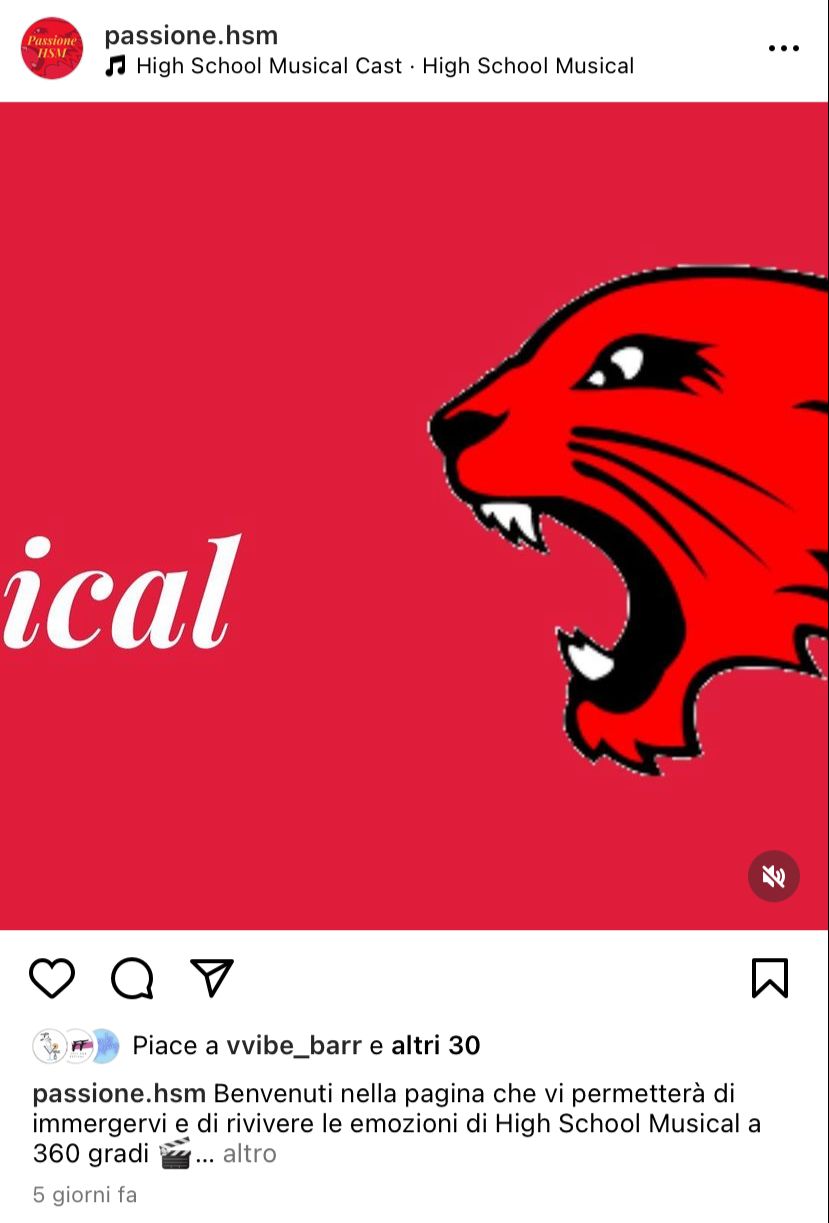 Passione
HSM
passione.hsm
High School Musical Cast · High School Musical
ical
Piace a vvibe_barr e altri 30
passione.hsm Benvenuti nella pagina che vi permetterà di
immergervi e di rivivere le emozioni di High School Musical a
360 gradi 🎬... altro
5 giorni fa